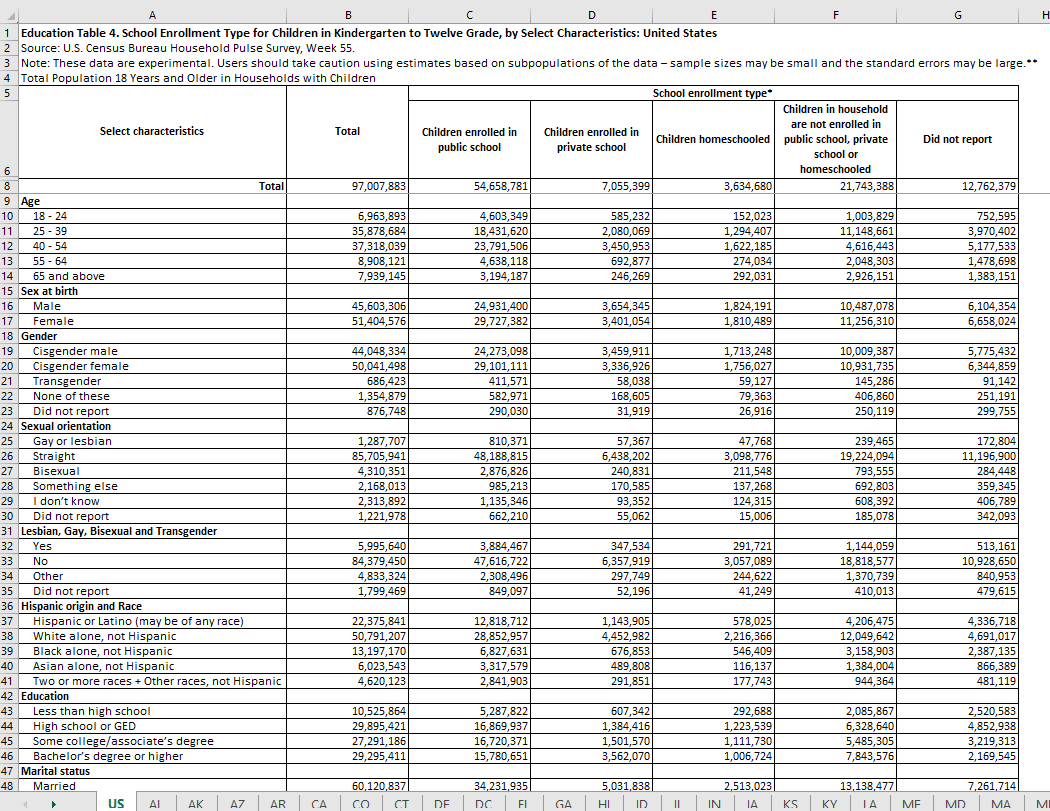 A B C D E F G H
1 Education Table 4. School Enrollment Type for Children in Kindergarten to Twelve Grade, by Select Characteristics: United States
2 Source: U.S. Census Bureau Household Pulse Survey, Week 55.
3 Note: These data are experimental. Users should take caution using estimates based on subpopulations of the data – sample sizes may be small and the standard errors may be large.**
4 Total Population 18 Years and Older in Households with Children
5 School enrollment type*
6 Select characteristics Total Children enrolled in public school Children enrolled in private school Children homeschooled Children in household are not enrolled in public school, private school or homeschooled Did not report
8 Total 97,007,883 54,658,781 7,055,399 3,634,680 21,743,388 12,762,379
9 Age
10 18 - 24 6,963,893 4,603,349 585,232 152,023 1,003,829 752,595
11 25 - 39 35,878,684 18,431,620 2,080,069 1,294,407 11,148,661 3,970,402
12 40 - 54 37,318,039 23,791,506 3,450,953 1,622,185 4,616,443 5,177,533
13 55 - 64 8,908,121 4,638,118 692,877 274,034 2,048,303 1,478,698
14 65 and above 7,939,145 3,194,187 246,269 292,031 2,926,151 1,383,151
15 Sex at birth
16 Male 45,603,306 24,931,400 3,654,345 1,824,191 10,487,078 6,104,354
17 Female 51,404,576 29,727,382 3,401,054 1,810,489 11,256,310 6,658,024
18 Gender
19 Cisgender male 44,048,334 24,273,098 3,459,911 1,713,248 10,009,387 5,775,432
20 Cisgender female 50,041,498 29,101,111 3,336,926 1,756,027 10,931,735 6,344,859
21 Transgender 686,423 411,571 58,038 59,127 145,286 91,142
22 None of these 1,354,879 582,971 168,605 79,363 406,860 251,191
23 Did not report 876,748 290,030 31,919 26,916 250,119 299,755
24 Sexual orientation
25 Gay or lesbian 1,287,707 810,371 57,367 47,768 239,465 172,804
26 Straight 85,705,941 48,188,815 6,438,202 3,098,776 19,224,094 11,196,900
27 Bisexual 4,310,351 2,876,826 240,831 211,548 793,555 284,448
28 Something else 2,168,013 985,213 170,585 137,268 692,803 359,345
29 I don't know 2,313,892 1,135,346 93,352 124,315 608,392 406,789
30 Did not report 1,221,978 662,210 55,062 15,006 185,078 342,093
31 Lesbian, Gay, Bisexual and Transgender
32 Yes 5,995,640 3,884,467 347,534 291,721 1,144,059 513,161
33 No 84,379,450 47,616,722 6,357,919 3,057,089 18,818,577 10,928,650
34 Other 4,833,324 2,308,496 297,749 244,622 1,370,739 840,953
35 Did not report 1,799,469 849,097 52,196 41,249 410,013 479,615
36 Hispanic origin and Race
37 Hispanic or Latino (may be of any race) 22,375,841 12,818,712 1,143,905 578,025 4,206,475 4,336,718
38 White alone, not Hispanic 50,791,207 28,852,957 4,452,982 2,216,366 12,049,642 4,691,017
39 Black alone, not Hispanic 13,197,170 6,827,631 676,853 546,409 3,158,903 2,387,135
40 Asian alone, not Hispanic 6,023,543 3,317,579 489,808 116,137 1,384,004 866,389
41 Two or more races + Other races, not Hispanic 4,620,123 2,841,903 291,851 177,743 944,364 481,119
42 Education
43 Less than high school 10,525,864 5,287,822 607,342 292,688 2,085,867 2,520,583
44 High school or GED 29,895,421 16,869,937 1,384,416 1,223,539 6,328,640 4,852,938
45 Some college/associate's degree 27,291,186 16,720,371 1,501,570 1,111,730 5,485,305 3,219,313
46 Bachelor's degree or higher 29,295,411 15,780,651 3,562,070 1,006,724 7,843,576 2,169,545
47 Marital status
48 Married 60,120,837 34,231,935 5,031,838 2,513,023 13,138,477 7,261,714
US AL AK AZ AR CA CO CT DE DC FL GA HI ID IL IN IA KS KY LA ME MD MA